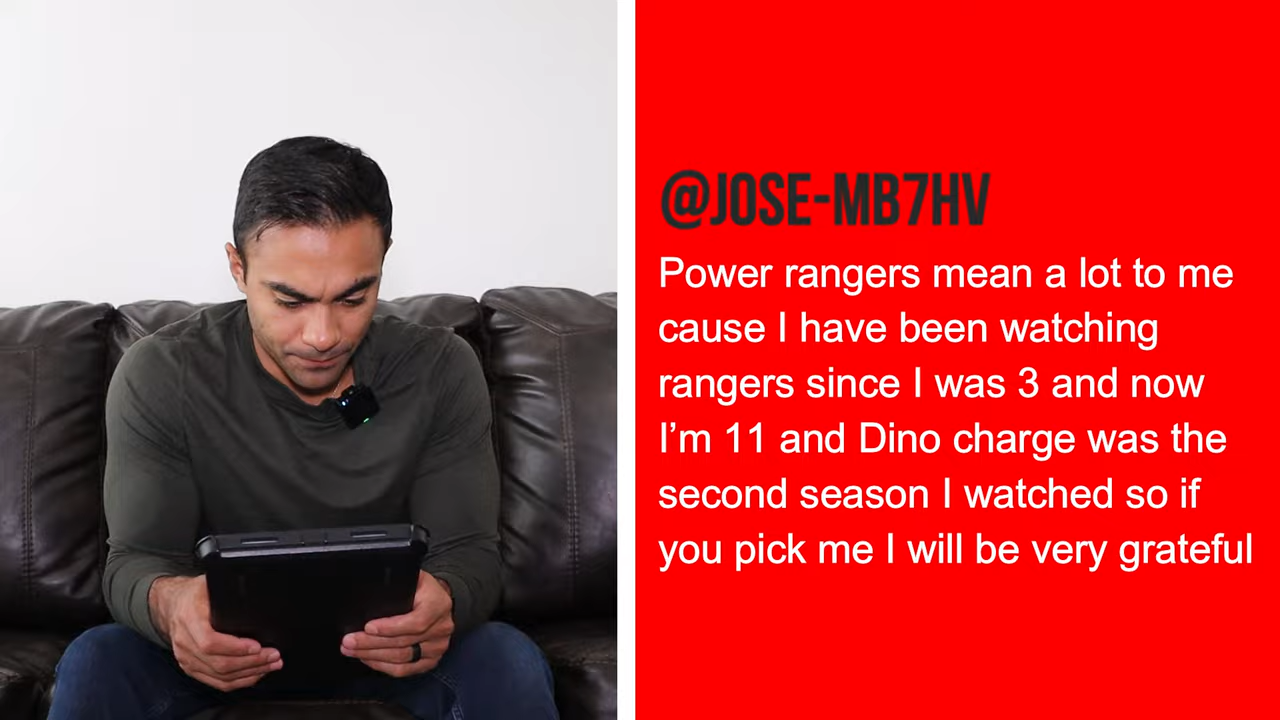 @JOSE-MB7HV
Power rangers mean a lot to me
cause I have been watching
rangers since I was 3 and now
I’m 11 and Dino charge was the
second season I watched so if
you pick me I will be very grateful